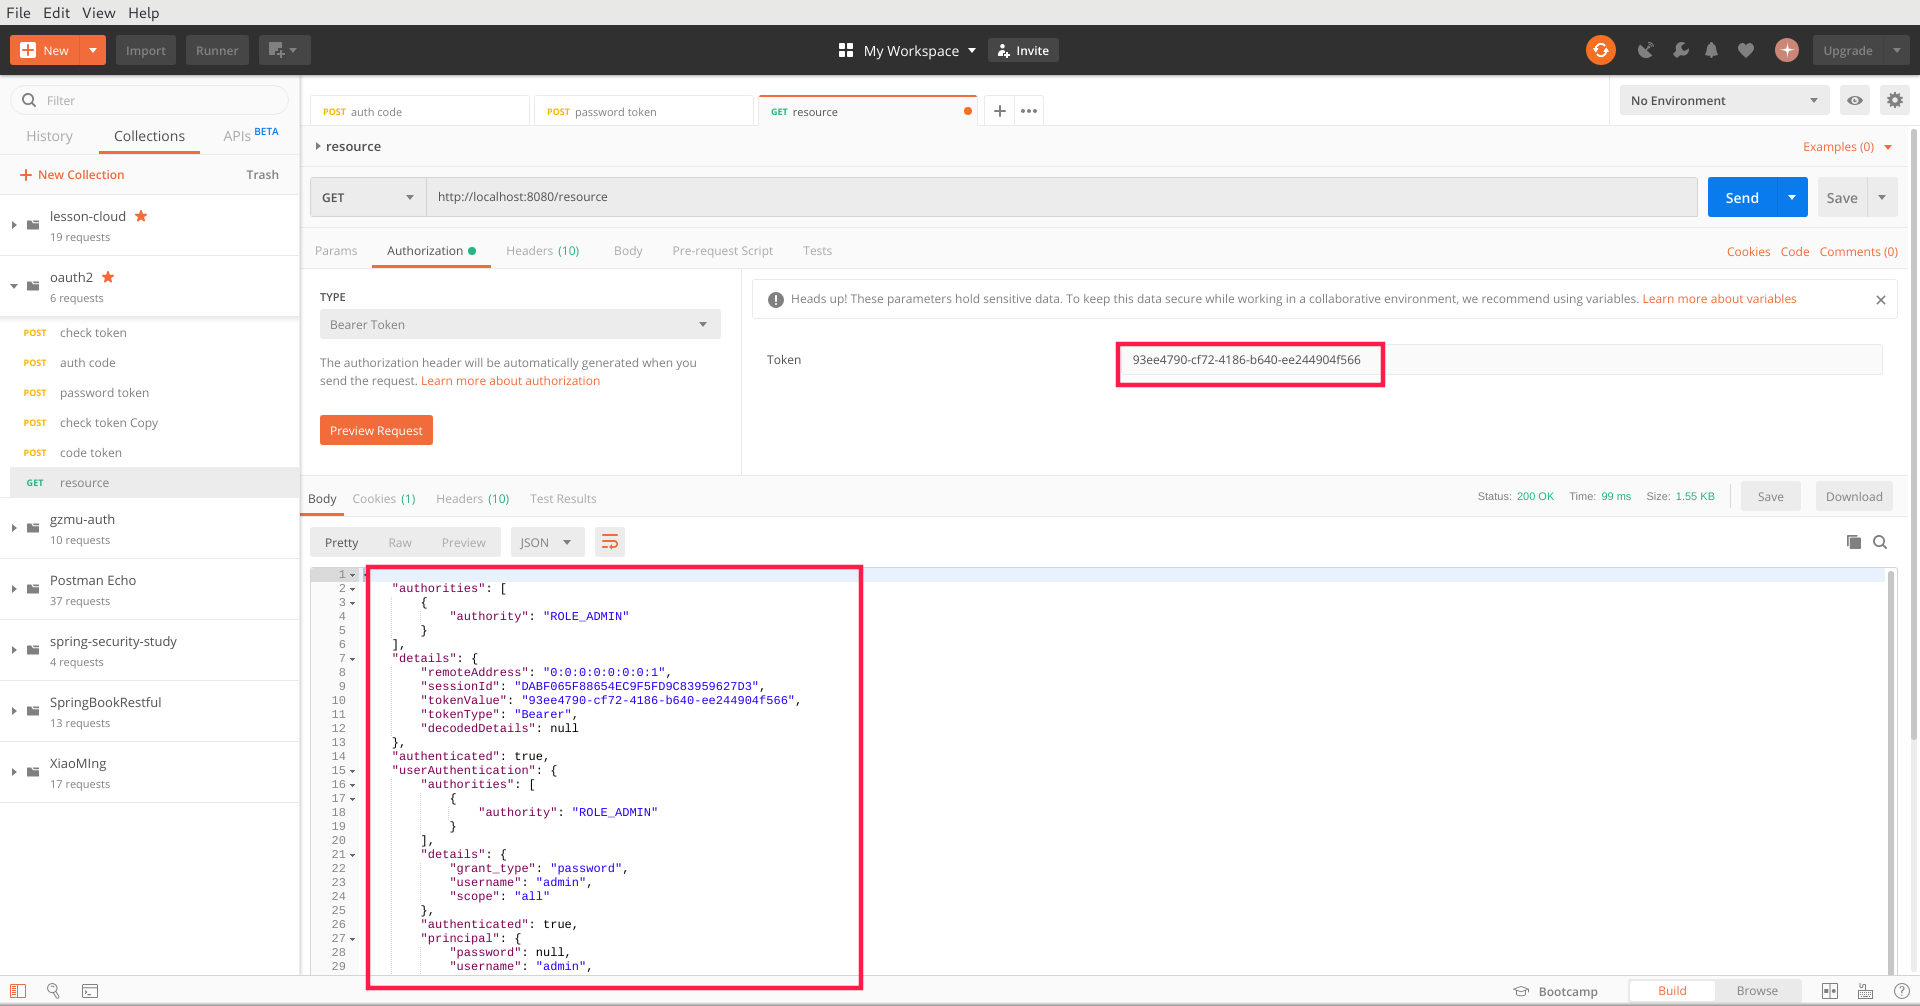 File Edit View Help
New Import Runner My Workspace Invite Upgrade
Filter
History Collections APIs BETA
New Collection Trash
lesson-cloud
19 requests
oauth2
6 requests
POST check token
POST auth code
POST password token
POST check token Copy
POST code token
GET resource
gzmu-auth
10 requests
Postman Echo
37 requests
spring-security-study
4 requests
SpringBookRestful
13 requests
XiaoMIng
17 requests
POST auth code POST password token GET resource
No Environment
resource
Examples (0)
GET http://localhost:8080/resource Send Save
Params Authorization Headers (10) Body Pre-request Script Tests Cookies Code Comments (0)
TYPE
Bearer Token
The authorization header will be automatically generated when you
send the request. Learn more about authorization
Preview Request
Heads up! These parameters hold sensitive data. To keep this data secure while working in a collaborative environment, we recommend using variables. Learn more about variables
Token 93ee4790-cf72-4186-b640-ee244904f566
Body Cookies (1) Headers (10) Test Results Status: 200 OK Time: 99 ms Size: 1.55 KB Save Download
Pretty Raw Preview JSON
1
2 "authorities": [
3 {
4 "authority": "ROLE_ADMIN"
5 }
6 ],
7 "details": {
8 "remoteAddress": "0:0:0:0:0:0:0:1",
9 "sessionId": "DABF065F88654EC9F5FD9C83959627D3",
10 "tokenValue": "93ee4790-cf72-4186-b640-ee244904f566",
11 "tokenType": "Bearer",
12 "decodedDetails": null
13 },
14 "authenticated": true,
15 "userAuthentication": {
16 "authorities": [
17 {
18 "authority": "ROLE_ADMIN"
19 }
20 ],
21 "details": {
22 "grant_type": "password",
23 "username": "admin",
24 "scope": "all"
25 },
26 "authenticated": true,
27 "principal": {
28 "password": null,
29 "username": "admin",
Bootcamp Build Browse